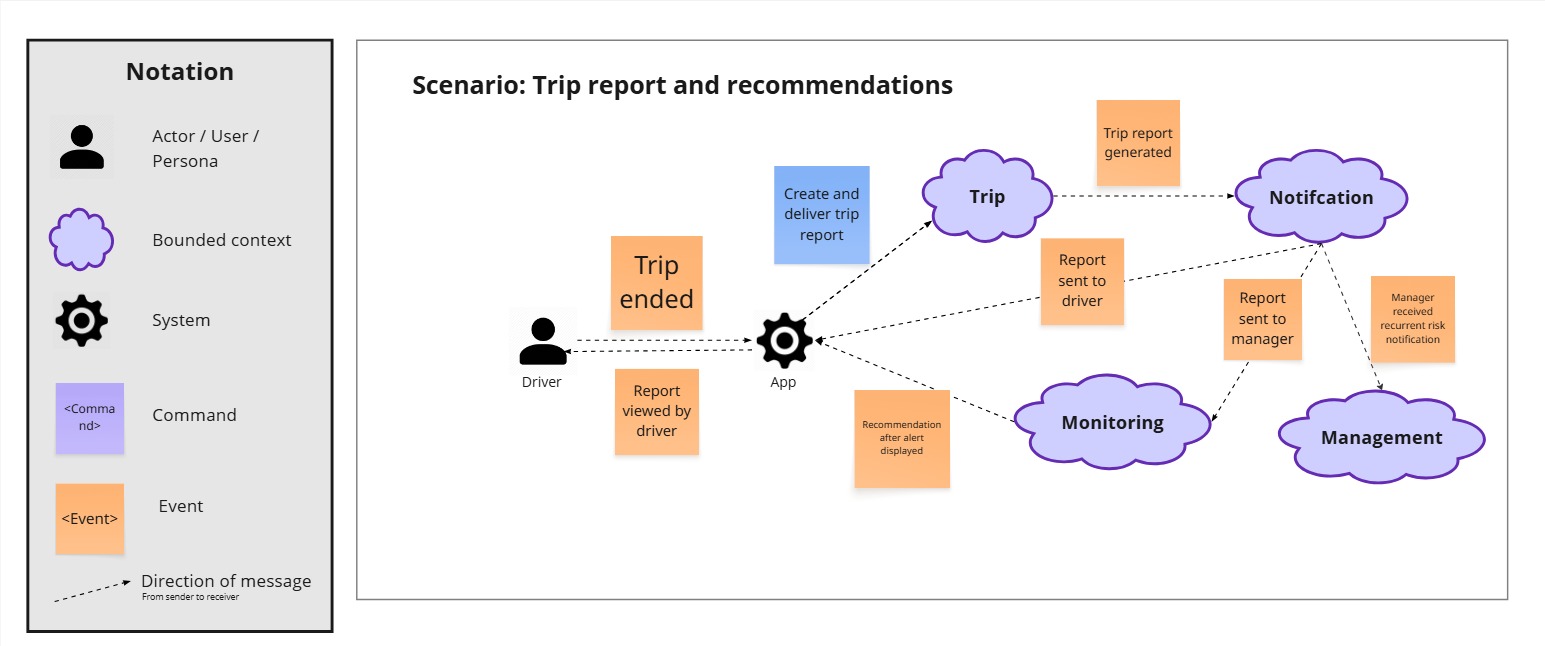 Notation
Actor / User /
Persona
Bounded context
System
<Comma
nd>
Command
<Event>
Event
Direction of message
From sender to receiver
Scenario: Trip report and recommendations
Trip report
generated
Create and
deliver trip
report
Trip
Notifcation
Trip
ended
Report
sent to
driver
Report
sent to
manager
Manager
received
recurrent risk
notification
Driver
App
Report
viewed by
driver
Recommendation
after alert
displayed
Monitoring
Management